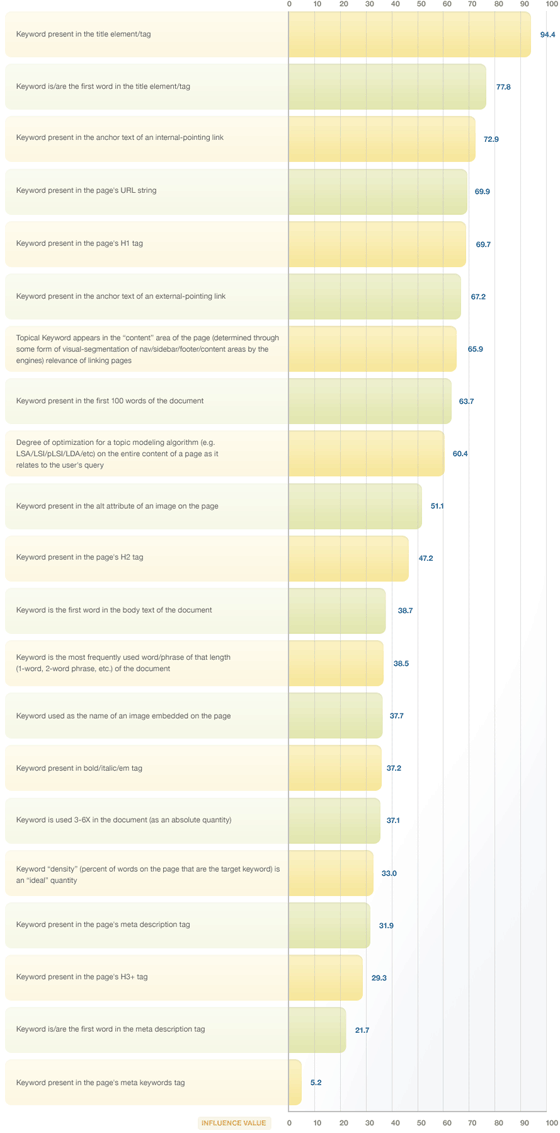 0 10 20 30 40 50 60 70 80 90 100
Keyword present in the title element/tag 94.4
Keyword is/are the first word in the title element/tag 77.8
Keyword present in the anchor text of an internal-pointing link 72.9
Keyword present in the page's URL string 69.9
Keyword present in the page's H1 tag 69.7
Keyword present in the anchor text of an external-pointing link 67.2
Topical Keyword appears in the “content” area of the page (determined through
some form of visual-segmentation of nav/sidebar/footer/content areas by the
engines) relevance of linking pages
65.9
Keyword present in the first 100 words of the document 63.7
Degree of optimization for a topic modeling algorithm (e.g.
LSA/LSI/pLSI/LDA/etc) on the entire content of a page as it
relates to the user's query
60.4
Keyword present in the alt attribute of an image on the page 51.1
Keyword present in the page's H2 tag 47.2
Keyword is the first word in the body text of the document 38.7
Keyword is the most frequently used word/phrase of that length
(1-word, 2-word phrase, etc.) of the document
38.5
Keyword used as the name of an image embedded on the page 37.7
Keyword present in bold/italic/em tag 37.2
Keyword is used 3-6X in the document (as an absolute quantity) 37.1
Keyword “density” (percent of words on the page that are the target keyword) is
an “ideal” quantity
33.0
Keyword present in the page's meta description tag 31.9
Keyword present in the page's H3+ tag 29.3
Keyword is/are the first word in the meta description tag 21.7
Keyword present in the page's meta keywords tag 5.2
INFLUENCE VALUE 0 10 20 30 40 50 60 70 80 90 100